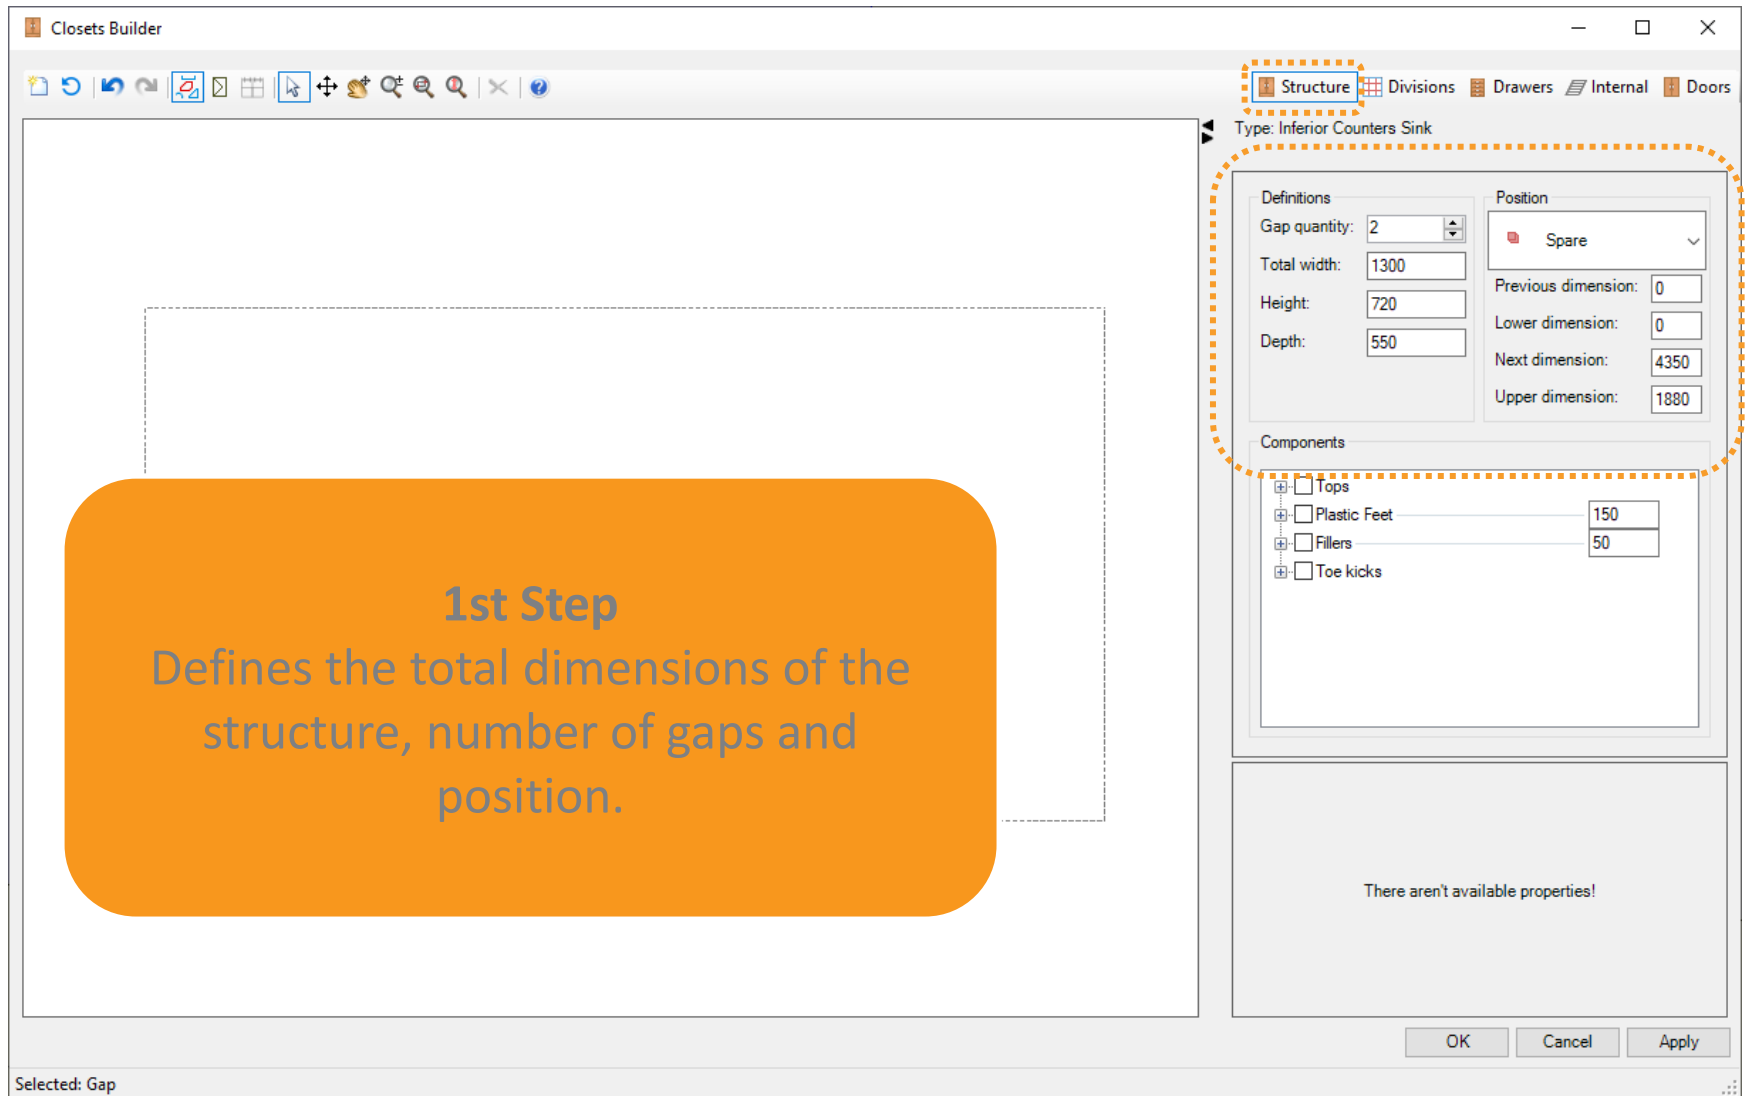 Closets Builder
Structure Divisions Drawers Internal Doors
Type: Inferior Counters Sink
Definitions
Gap quantity: 2
Total width: 1300
Height: 720
Depth: 550
Position
Spare
Previous dimension: 0
Lower dimension: 0
Next dimension: 4350
Upper dimension: 1880
Components
Tops
Plastic Feet 150
Fillers 50
Toe kicks
1st Step
Defines the total dimensions of the
structure, number of gaps and
position.
There aren't available properties!
OK Cancel Apply
Selected: Gap